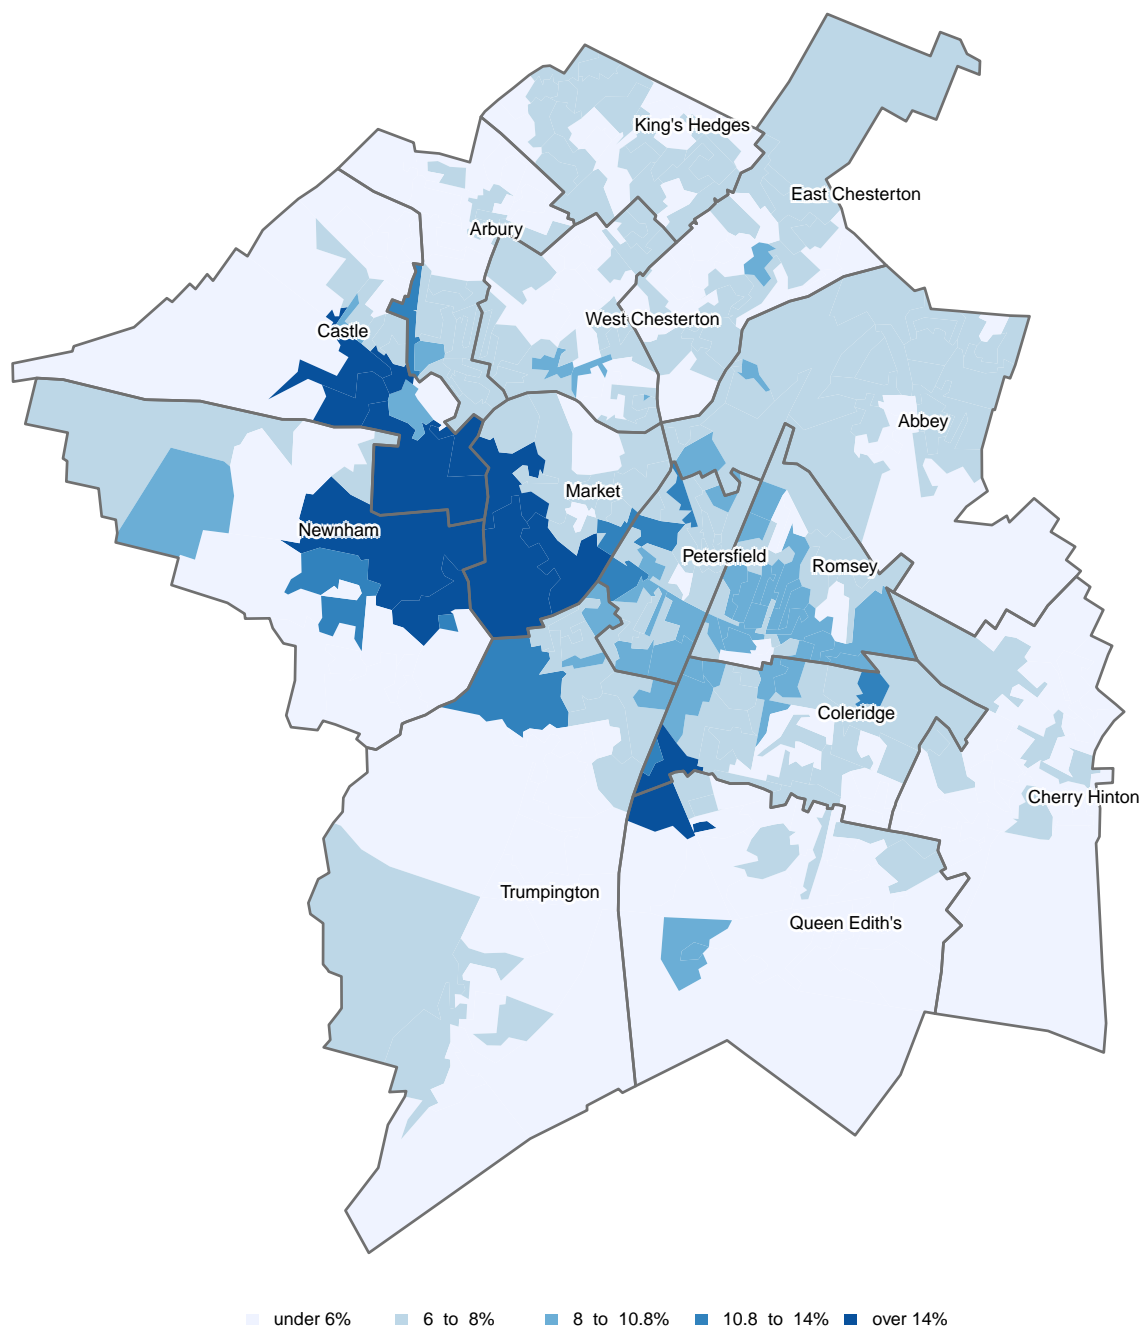 King's Hedges
East Chesterton
Arbury
West Chesterton
Castle
Abbey
Market
Newnham
Petersfield
Romsey
Coleridge
Cherry Hinton
Trumpington
Queen Edith's
under 6% 6 to 8% 8 to 10.8% 10.8 to 14% over 14%